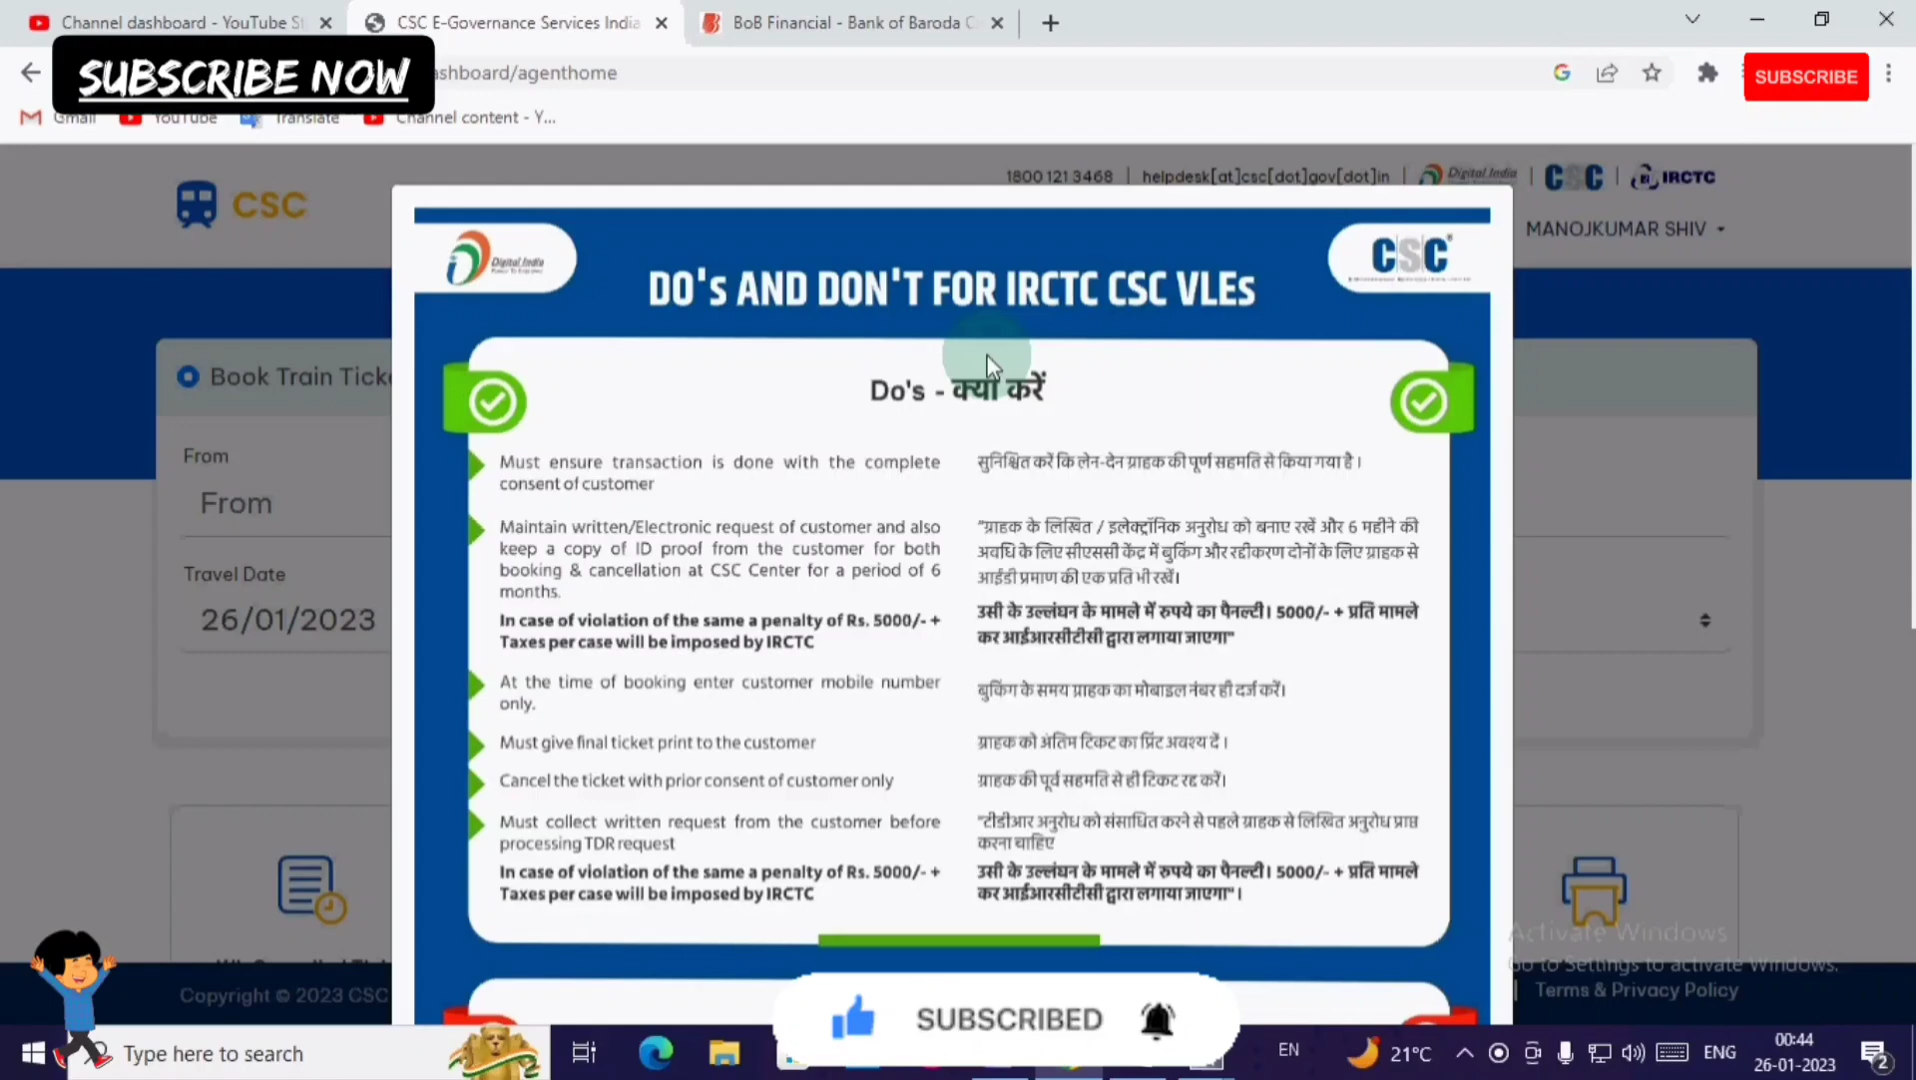 Channel dashboard - YouTube St
CSC E-Governance Services India
BoB Financial - Bank of Baroda C
SUBSCRIBE NOW
ashboard/agenthome
SUBSCRIBE
Gmail
YouTube
Translate
Channel content - Y...
1800 121 3468 | helpdesk[at]csc[dot]gov[dot]in | Digital India | CSC | IRCTC
CSC
MANOJKUMAR SHIV
Digital India
CSC
DO's AND DON'T FOR IRCTC CSC VLEs
Do's - क्या करें
Book Train Ticke
From
From
Travel Date
26/01/2023
Must ensure transaction is done with the complete
consent of customer
सुनिश्चित करें कि लेन-देन ग्राहक की पूर्ण सहमति से किया गया है ।
Maintain written/Electronic request of customer and also
keep a copy of ID proof from the customer for both
booking & cancellation at CSC Center for a period of 6
months.
In case of violation of the same a penalty of Rs. 5000/- +
Taxes per case will be imposed by IRCTC
"ग्राहक के लिखित / इलेक्ट्रॉनिक अनुरोध को बनाए रखें और 6 महीने की
अवधि के लिए सीएससी केंद्र में बुकिंग और रद्दीकरण दोनों के लिए ग्राहक से
आईडी प्रमाण की एक प्रति भी रखें।
उसी के उल्लंघन के मामले में रुपये का पैनल्टी। 5000/- + प्रति मामले
कर आईआरसीटीसी द्वारा लगाया जाएगा"
At the time of booking enter customer mobile number
only.
बुकिंग के समय ग्राहक का मोबाइल नंबर ही दर्ज करें।
Must give final ticket print to the customer
ग्राहक को अंतिम टिकट का प्रिंट अवश्य दें ।
Cancel the ticket with prior consent of customer only
ग्राहक की पूर्व सहमति से ही टिकट रद्द करें।
Must collect written request from the customer before
processing TDR request
In case of violation of the same a penalty of Rs. 5000/- +
Taxes per case will be imposed by IRCTC
"टीडीआर अनुरोध को संसाधित करने से पहले ग्राहक से लिखित अनुरोध प्राप्त
करना चाहिए
उसी के उल्लंघन के मामले में रुपये का पैनल्टी। 5000/- + प्रति मामले
कर आईआरसीटीसी द्वारा लगाया जाएगा"।
Activate Windows
Go to Settings to activate Windows.
Copyright © 2023 CSC
| Terms & Privacy Policy
SUBSCRIBED
Type here to search
EN
21°C
ENG
00:44
26-01-2023
2